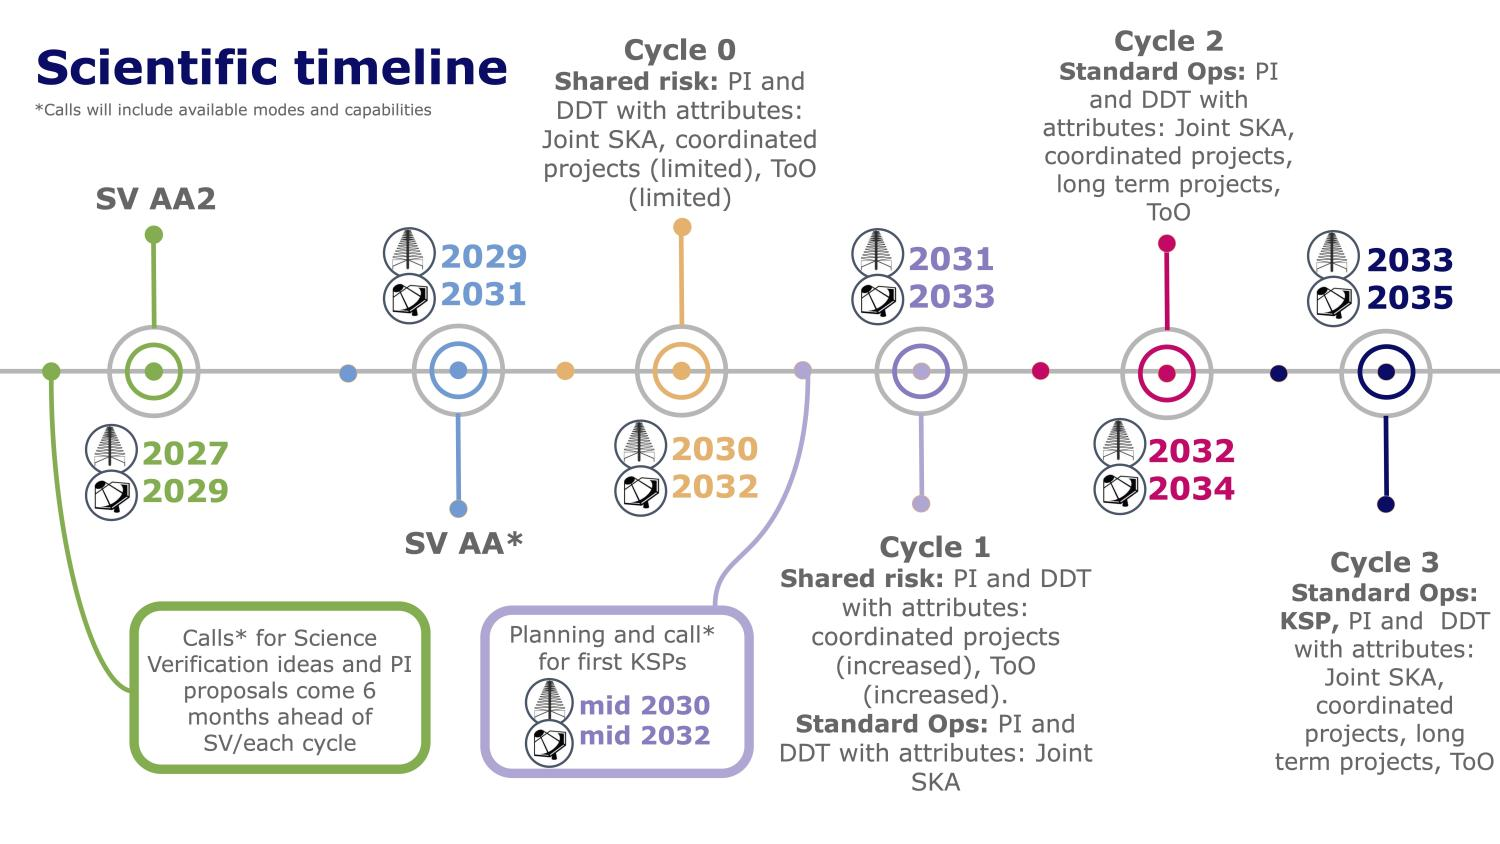 Scientific timeline
*Calls will include available modes and capabilities
SV AA2
2027
2029
Calls* for Science
Verification ideas and PI
proposals come 6
months ahead of
SV/each cycle
2029
2031
SV AA*
Cycle 0
Shared risk: PI and
DDT with attributes:
Joint SKA, coordinated
projects (limited), ToO
(limited)
2030
2032
Planning and call*
for first KSPs
mid 2030
mid 2032
2031
2033
Cycle 1
Shared risk: PI and DDT
with attributes:
coordinated projects
(increased), ToO
(increased).
Standard Ops: PI and
DDT with attributes: Joint
SKA
Cycle 2
Standard Ops: PI
and DDT with
attributes: Joint SKA,
coordinated projects,
long term projects,
ToO
2032
2034
2033
2035
Cycle 3
Standard Ops:
KSP, PI and DDT
with attributes:
Joint SKA,
coordinated
projects, long
term projects, ToO